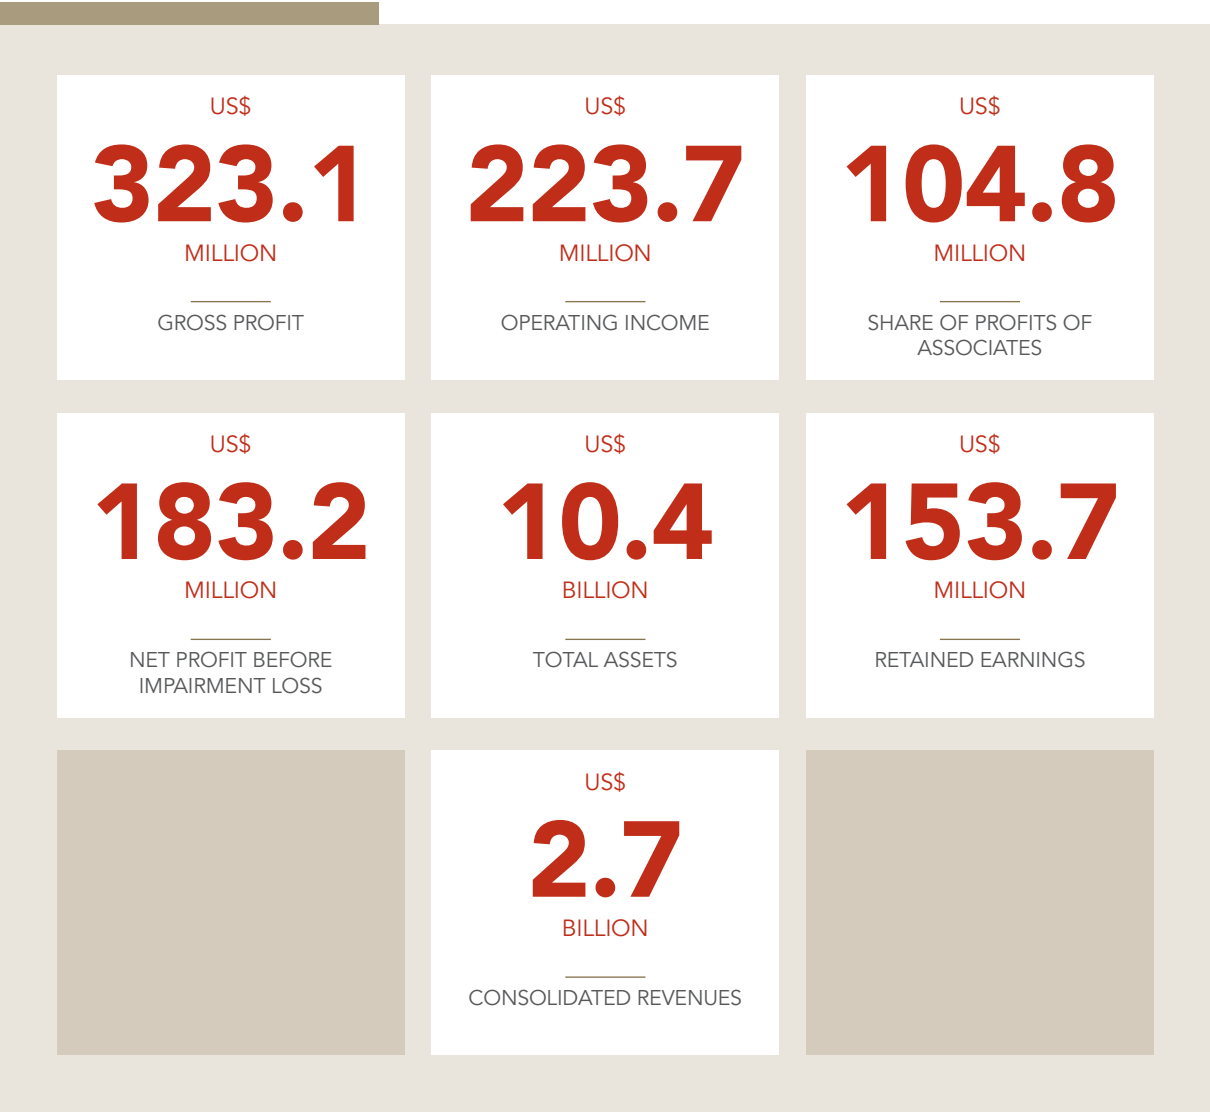 US$
323.1
MILLION
GROSS PROFIT
US$
223.7
MILLION
OPERATING INCOME
US$
104.8
MILLION
SHARE OF PROFITS OF
ASSOCIATES
US$
183.2
MILLION
NET PROFIT BEFORE
IMPAIRMENT LOSS
US$
10.4
BILLION
TOTAL ASSETS
US$
153.7
MILLION
RETAINED EARNINGS
US$
2.7
BILLION
CONSOLIDATED REVENUES